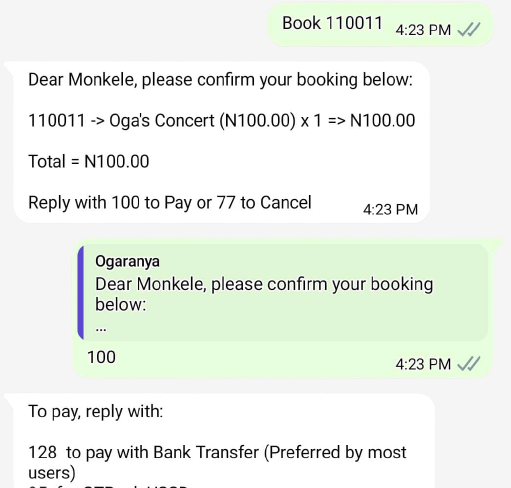 Book 110011
4:23 PM
Dear Monkele, please confirm your booking below:
110011 -> Oga's Concert (N100.00) x 1 => N100.00
Total = N100.00
Reply with 100 to Pay or 77 to Cancel
4:23 PM
Ogaranya
Dear Monkele, please confirm your booking
below:
...
100
4:23 PM
To pay, reply with:
128 to pay with Bank Transfer (Preferred by most
users)